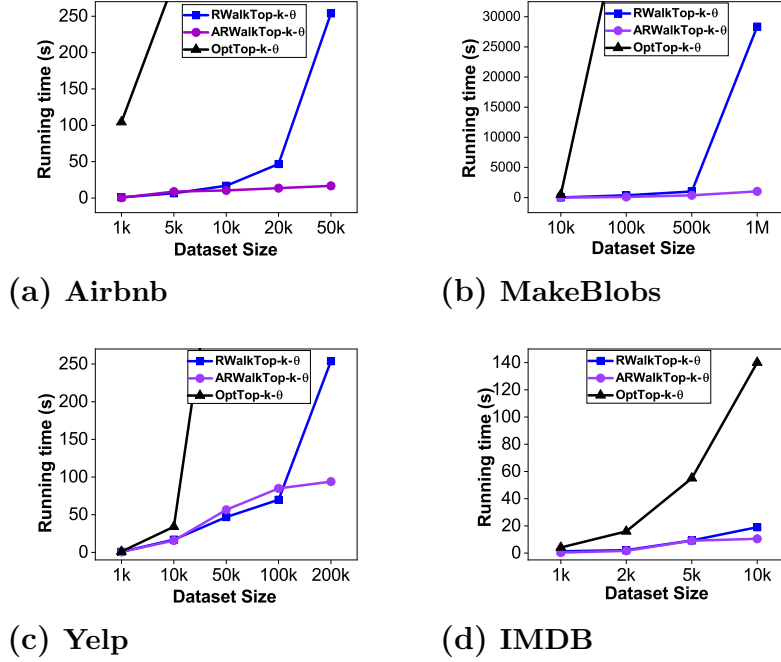 RWalkTop-k-θ
ARWalkTop-k-θ
OptTop-k-θ
Running time (s)
250
200
150
100
50
0
1k 5k 10k 20k 50k
Dataset Size
(a) Airbnb
RWalkTop-k-θ
ARWalkTop-k-θ
OptTop-k-θ
Running time (s)
30000
25000
20000
15000
10000
5000
0
10k 100k 500k 1M
Dataset Size
(b) MakeBlobs
RWalkTop-k-θ
ARWalkTop-k-θ
OptTop-k-θ
Running time (s)
250
200
150
100
50
0
1k 10k 50k 100k 200k
Dataset Size
(c) Yelp
RWalkTop-k-θ
ARWalkTop-k-θ
OptTop-k-θ
Running time (s)
140
120
100
80
60
40
20
0
1k 2k 5k 10k
Dataset Size
(d) IMDB